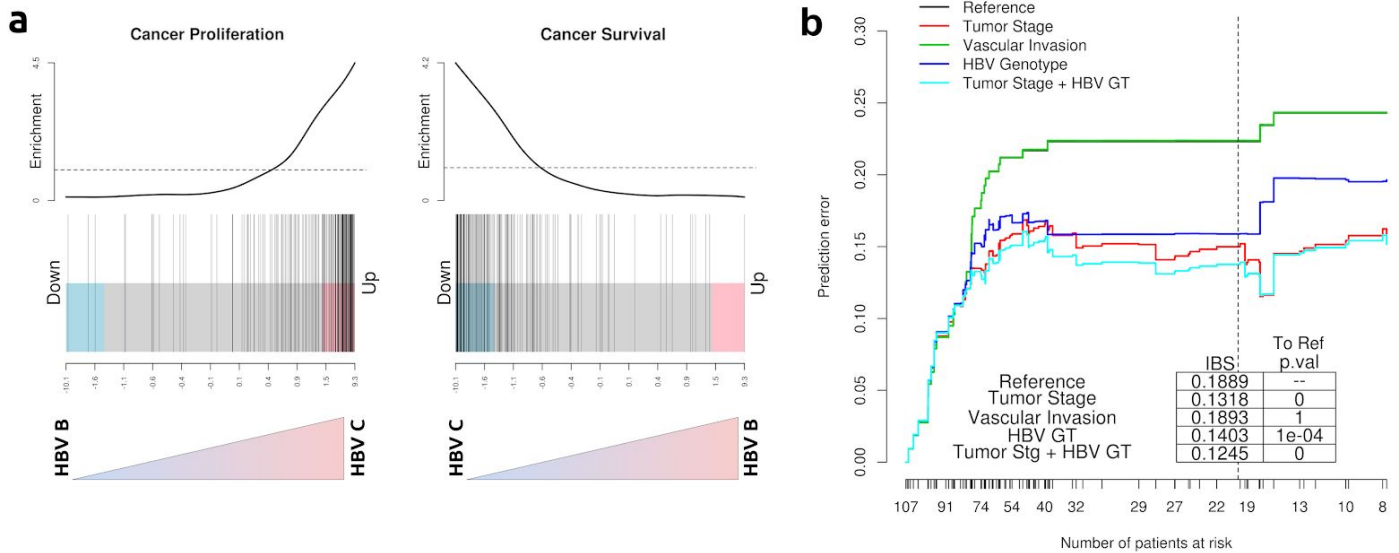 a
Cancer Proliferation
4.5
Enrichment
0
Down
Up
-10.1 -1.6 -1.1 -0.6 -0.1 0.1 0.4 0.9 1.5 9.3
HBV B
HBV C
Cancer Survival
4.2
Enrichment
0
Down
Up
-10.1 -1.6 -1.1 -0.6 -0.4 -0.1 0.1 0.4 0.9 1.5 9.3
HBV C
HBV B
b
Reference
Tumor Stage
Vascular Invasion
HBV Genotype
Tumor Stage + HBV GT
0.30
0.25
0.20
0.15
0.10
0.05
0.00
Prediction error
IBS To Ref p.val
Reference 0.1889 --
Tumor Stage 0.1318 0
Vascular Invasion 0.1893 1
HBV GT 0.1403 1e-04
Tumor Stg + HBV GT 0.1245 0
107 91 74 54 40 32 29 27 22 19 13 10 8
Number of patients at risk